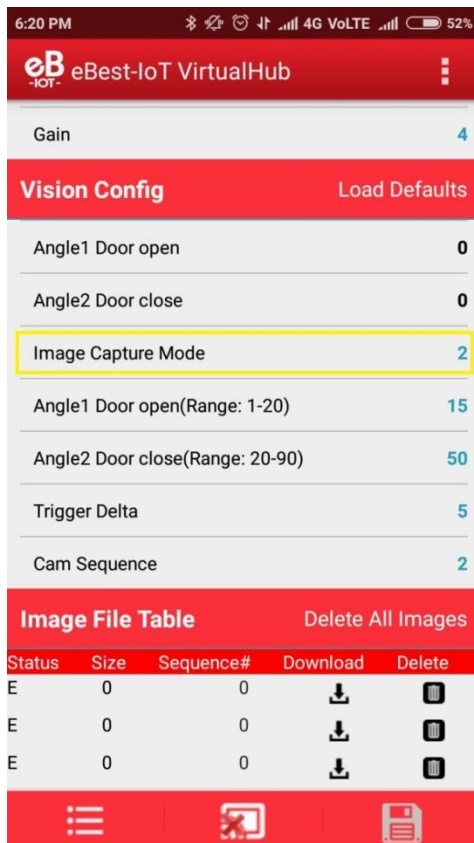 6:20 PM 4G VoLTE 52%
eB -IOT- eBest-IoT VirtualHub
Gain 4
Vision Config Load Defaults
Angle1 Door open 0
Angle2 Door close 0
Image Capture Mode 2
Angle1 Door open(Range: 1-20) 15
Angle2 Door close(Range: 20-90) 50
Trigger Delta 5
Cam Sequence 2
Image File Table Delete All Images
Status Size Sequence# Download Delete
E 0 0
E 0 0
E 0 0